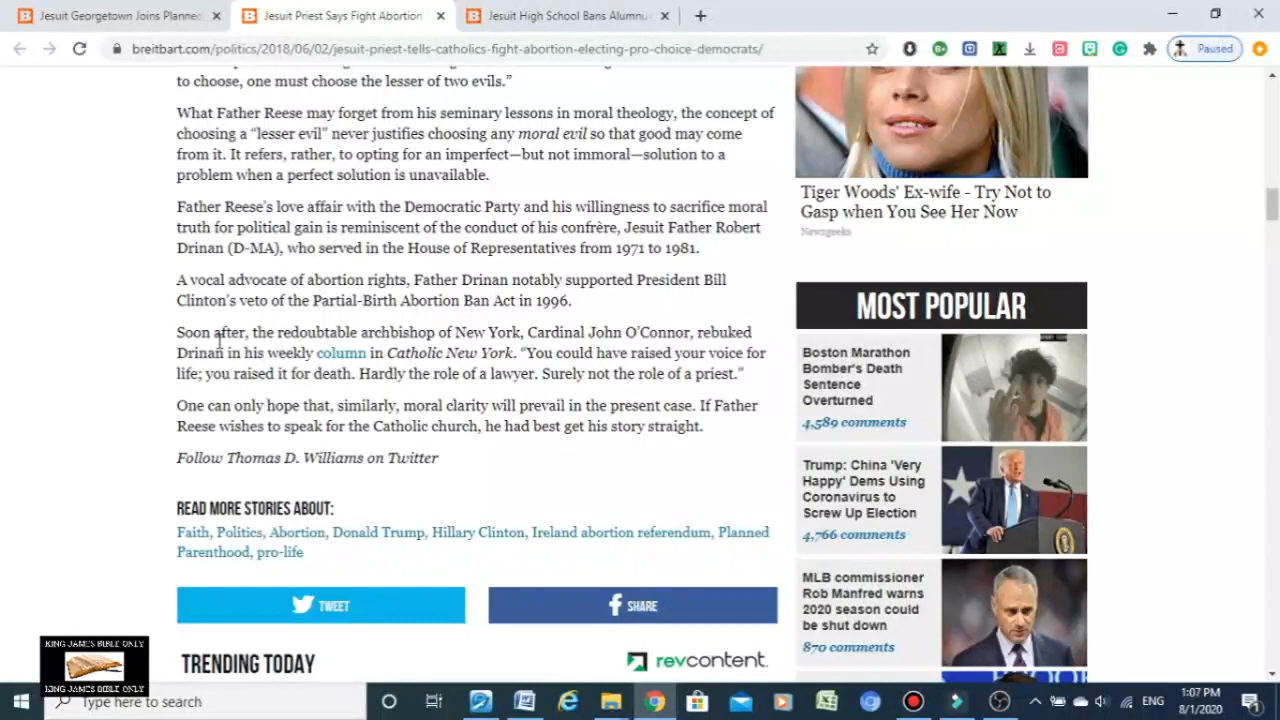 Jesuit Georgetown Joins Planned
Jesuit Priest Says Fight Abortion
Jesuit High School Bans Alumnu
breitbart.com/politics/2018/06/02/jesuit-priest-tells-catholics-fight-abortion-electing-pro-choice-democrats/
Paused
to choose, one must choose the lesser of two evils.”
What Father Reese may forget from his seminary lessons in moral theology, the concept of
choosing a “lesser evil” never justifies choosing any moral evil so that good may come
from it. It refers, rather, to opting for an imperfect—but not immoral—solution to a
problem when a perfect solution is unavailable.
Father Reese’s love affair with the Democratic Party and his willingness to sacrifice moral
truth for political gain is reminiscent of the conduct of his confrère, Jesuit Father Robert
Drinan (D-MA), who served in the House of Representatives from 1971 to 1981.
A vocal advocate of abortion rights, Father Drinan notably supported President Bill
Clinton’s veto of the Partial-Birth Abortion Ban Act in 1996.
Soon after, the redoubtable archbishop of New York, Cardinal John O’Connor, rebuked
Drinan in his weekly column in Catholic New York. “You could have raised your voice for
life; you raised it for death. Hardly the role of a lawyer. Surely not the role of a priest.”
One can only hope that, similarly, moral clarity will prevail in the present case. If Father
Reese wishes to speak for the Catholic church, he had best get his story straight.
Follow Thomas D. Williams on Twitter
READ MORE STORIES ABOUT:
Faith, Politics, Abortion, Donald Trump, Hillary Clinton, Ireland abortion referendum, Planned
Parenthood, pro-life
TWEET
SHARE
TRENDING TODAY
revcontent.
Tiger Woods' Ex-wife - Try Not to
Gasp when You See Her Now
Newzgeeks
MOST POPULAR
Boston Marathon
Bomber's Death
Sentence
Overturned
4,589 comments
Trump: China 'Very
Happy' Dems Using
Coronavirus to
Screw Up Election
4,766 comments
MLB commissioner
Rob Manfred warns
2020 season could
be shut down
870 comments
KING JAMES BIBLE ONLY
KING JAMES BIBLE ONLY
Type here to search
ENG
1:07 PM
8/1/2020